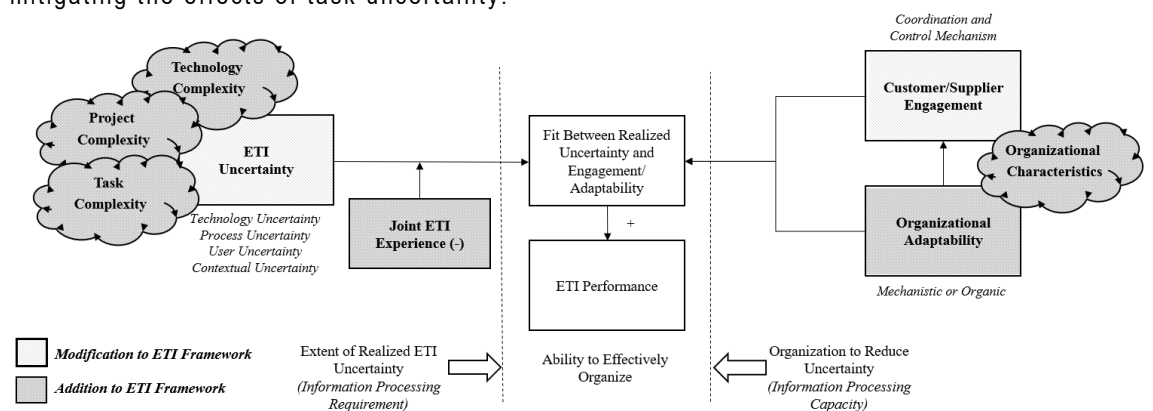 mitigating the effects of task uncertainty.
Coordination and
Control Mechanism
Technology
Complexity
Project
Complexity
Task
Complexity
ETI
Uncertainty
Technology Uncertainty
Process Uncertainty
User Uncertainty
Contextual Uncertainty
Joint ETI
Experience (-)
Fit Between Realized
Uncertainty and
Engagement/
Adaptability
+
ETI Performance
Customer/Supplier
Engagement
Organizational
Characteristics
Organizational
Adaptability
Mechanistic or Organic
Modification to ETI Framework
Addition to ETI Framework
Extent of Realized ETI
Uncertainty
(Information Processing
Requirement)
Ability to Effectively
Organize
Organization to Reduce
Uncertainty
(Information Processing
Capacity)